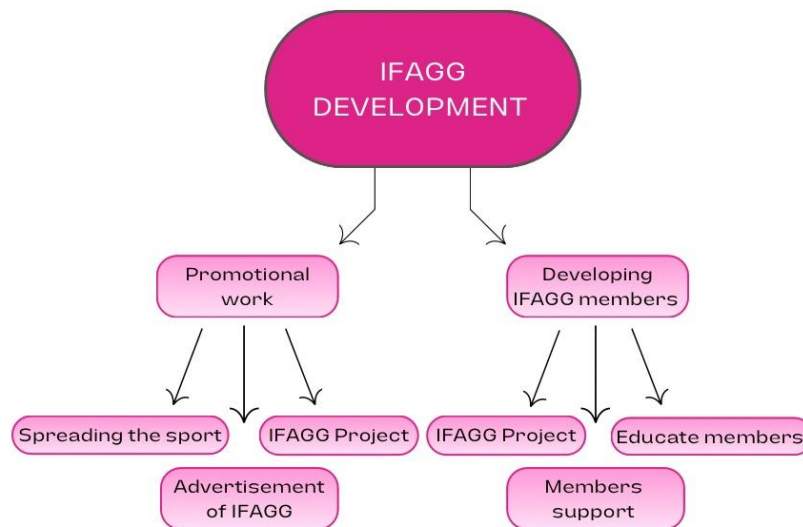 IFAGG
DEVELOPMENT
Promotional
work
Developing
IFAGG members
Spreading the sport
IFAGG Project
IFAGG Project
Educate members
Advertisement
of IFAGG
Members
support